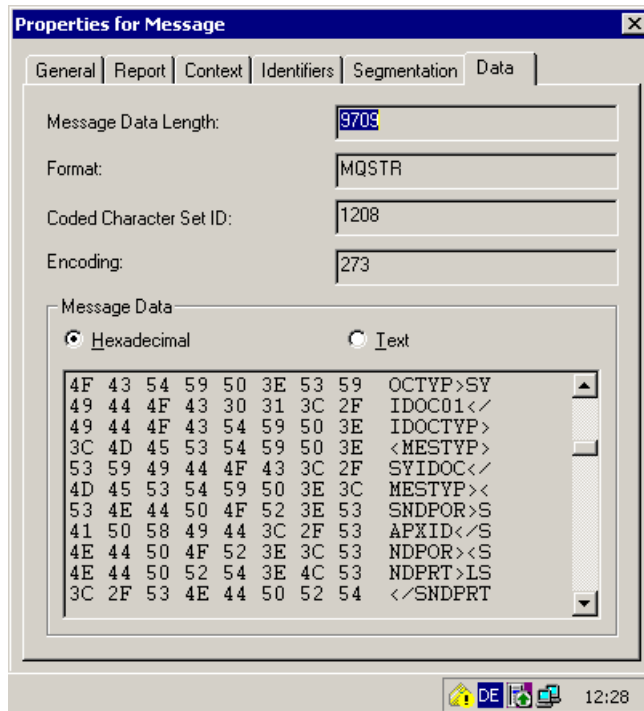 Properties for Message
General Report Context Identifiers Segmentation Data
Message Data Length: 9709
Format: MQSTR
Coded Character Set ID: 1208
Encoding: 273
Message Data
Hexadecimal Text
4F 43 54 59 50 3E 53 59 OCTYP>SY
49 44 4F 43 30 31 3C 2F IDOC01</
49 44 4F 43 54 59 50 3E IDOCTYP>
3C 4D 45 53 54 59 50 3E <MESTYP>
53 59 49 44 4F 43 3C 2F SYIDOC</
4D 45 53 54 59 50 3E 3C MESTYP><
53 4E 44 50 4F 52 3E 53 SNDPOR>S
41 50 58 49 44 3C 2F 53 APXID</S
4E 44 50 4F 52 3E 3C 53 NDPOR><S
4E 44 50 52 54 3E 4C 53 NDPRT>LS
3C 2F 53 4E 44 50 52 54 </SNDPRT
DE 12:28